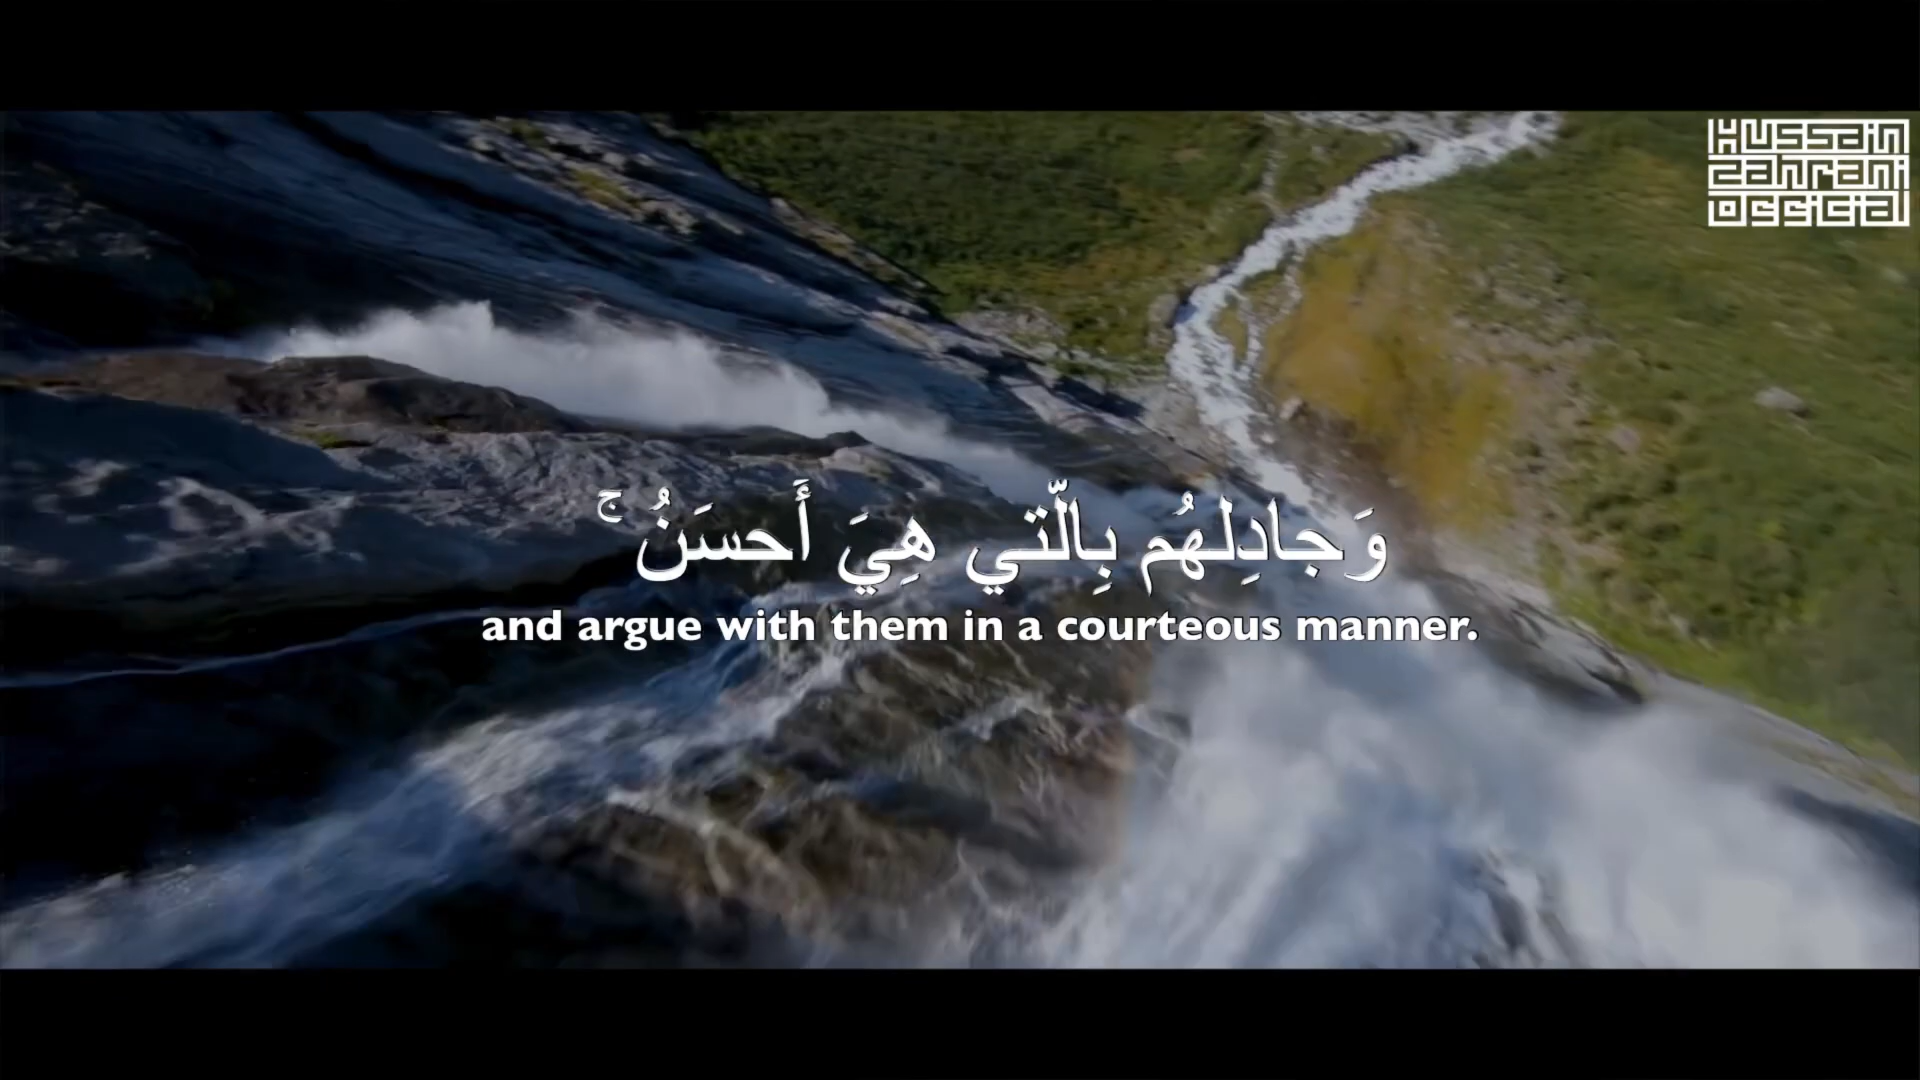 Hussain
Zahrani
Official
وَجادِلهُم بِالَّتي هِيَ أَحسَنُ ۚ
and argue with them in a courteous manner.